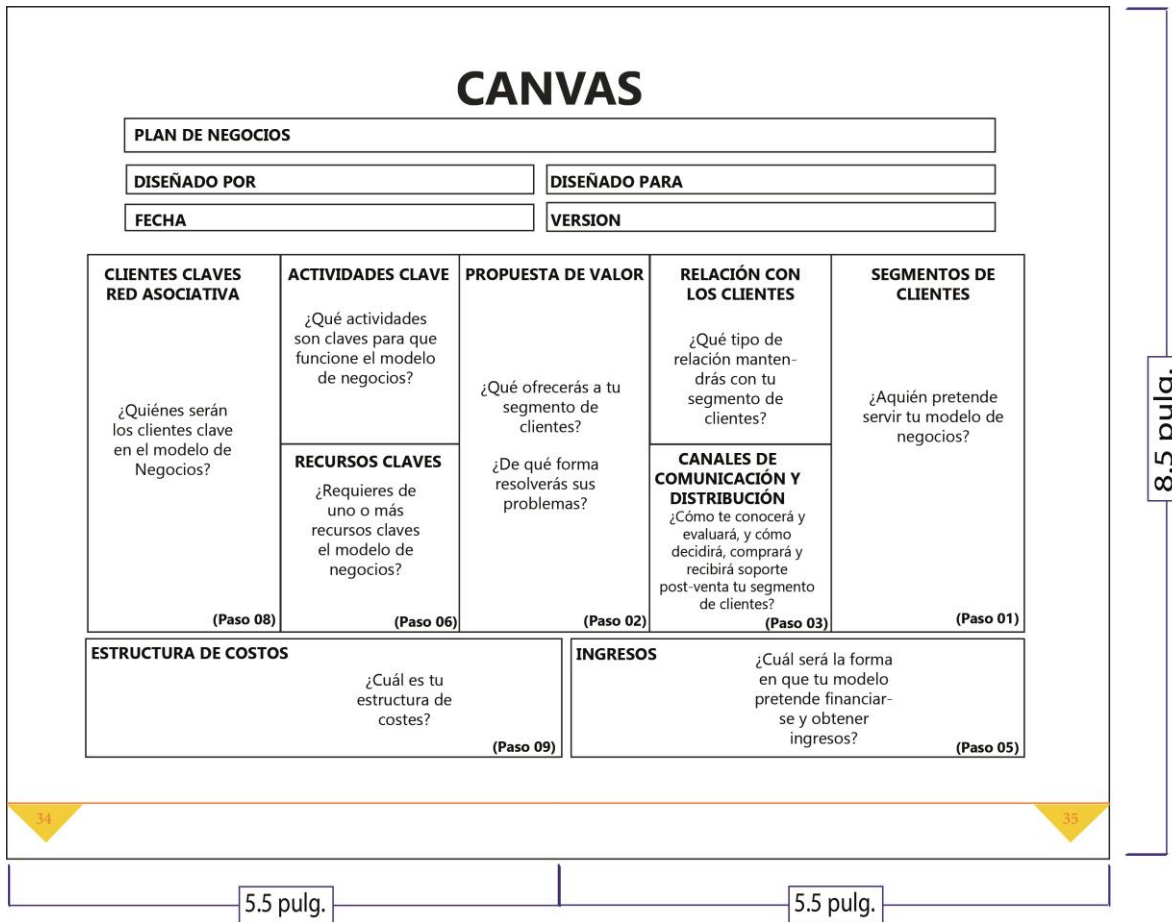 CANVAS
PLAN DE NEGOCIOS
DISEÑADO POR
DISEÑADO PARA
FECHA
VERSION
CLIENTES CLAVES
RED ASOCIATIVA
¿Quiénes serán
los clientes clave
en el modelo de
Negocios?
(Paso 08)
ACTIVIDADES CLAVE
¿Qué actividades
son claves para que
funcione el modelo
de negocios?
RECURSOS CLAVES
¿Requieres de
uno o más
recursos claves
el modelo de
negocios?
(Paso 06)
PROPUESTA DE VALOR
¿Qué ofrecerás a tu
segmento de
clientes?
¿De qué forma
resolverás sus
problemas?
(Paso 02)
RELACIÓN CON
LOS CLIENTES
¿Qué tipo de
relación manten-
drás con tu
segmento de
clientes?
CANALES DE
COMUNICACIÓN Y
DISTRIBUCIÓN
¿Cómo te conocerá y
evaluará, y cómo
decidirá, comprará y
recibirá soporte
post-venta tu segmento
de clientes?
(Paso 03)
SEGMENTOS DE
CLIENTES
¿Aquién pretende
servir tu modelo de
negocios?
(Paso 01)
ESTRUCTURA DE COSTOS
¿Cuál es tu
estructura de
costes?
(Paso 09)
INGRESOS
¿Cuál será la forma
en que tu modelo
pretende financiar-
se y obtener
ingresos?
(Paso 05)
34
35
5.5 pulg.
5.5 pulg.
8.5 pulg.